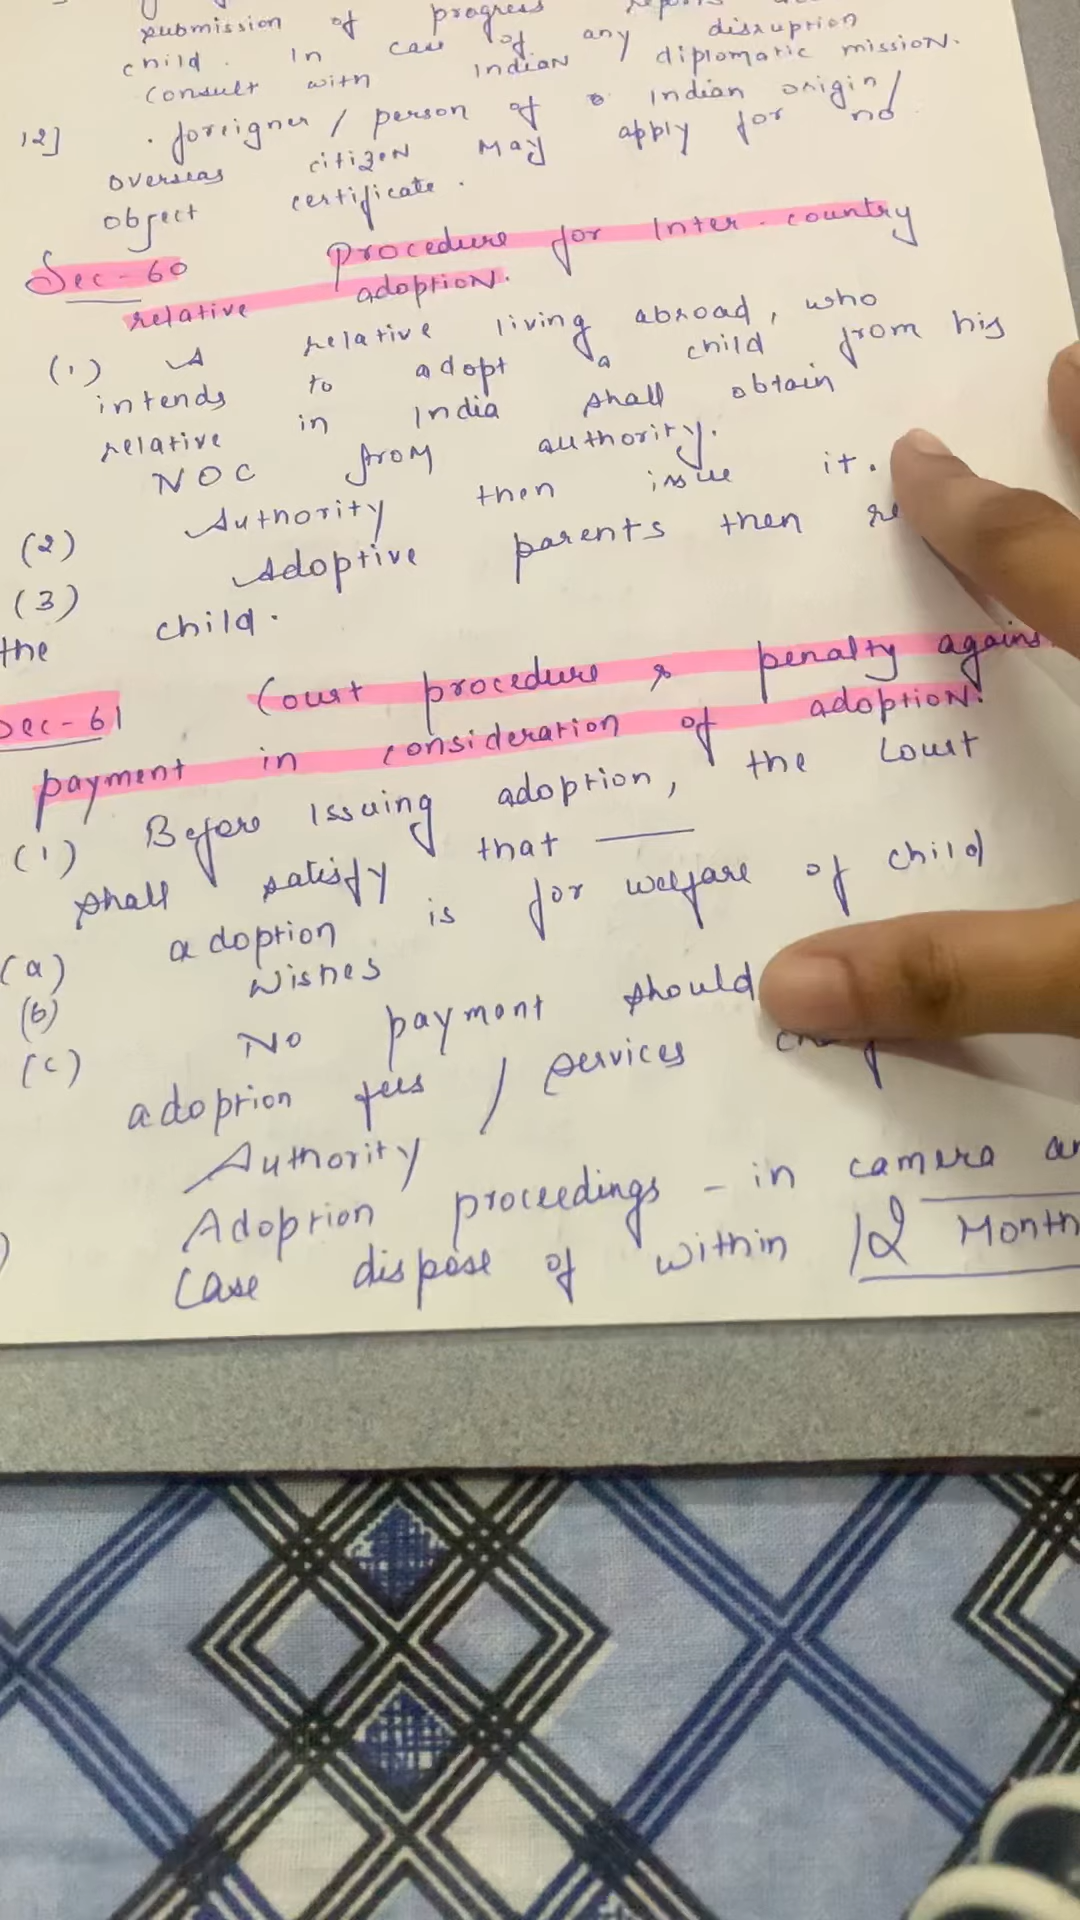 submission of progress
child. In case of any disruption
consult with Indian diplomatic mission.
12] . foreigner / person of Indian origin/
overseas citizen may apply for no
object certificate.
Sec-60 procedure for Inter-country
relative adoption.
(1) A relative living abroad, who
intends to adopt a child from his
relative in India shall obtain
NOC from authority.
(2) Authority then issue it.
(3) Adoptive parents then re
the child.
Sec-61 Court procedure & penalty agains
payment in consideration of adoption.
(1) Before Issuing adoption, the Court
shall satisfy that —
(a) adoption is for welfare of child
(b) Wishes
(c) No payment should
adoption fees / services
Authority
Adoption proceedings - in camera an
Case dispose of within 12 Month